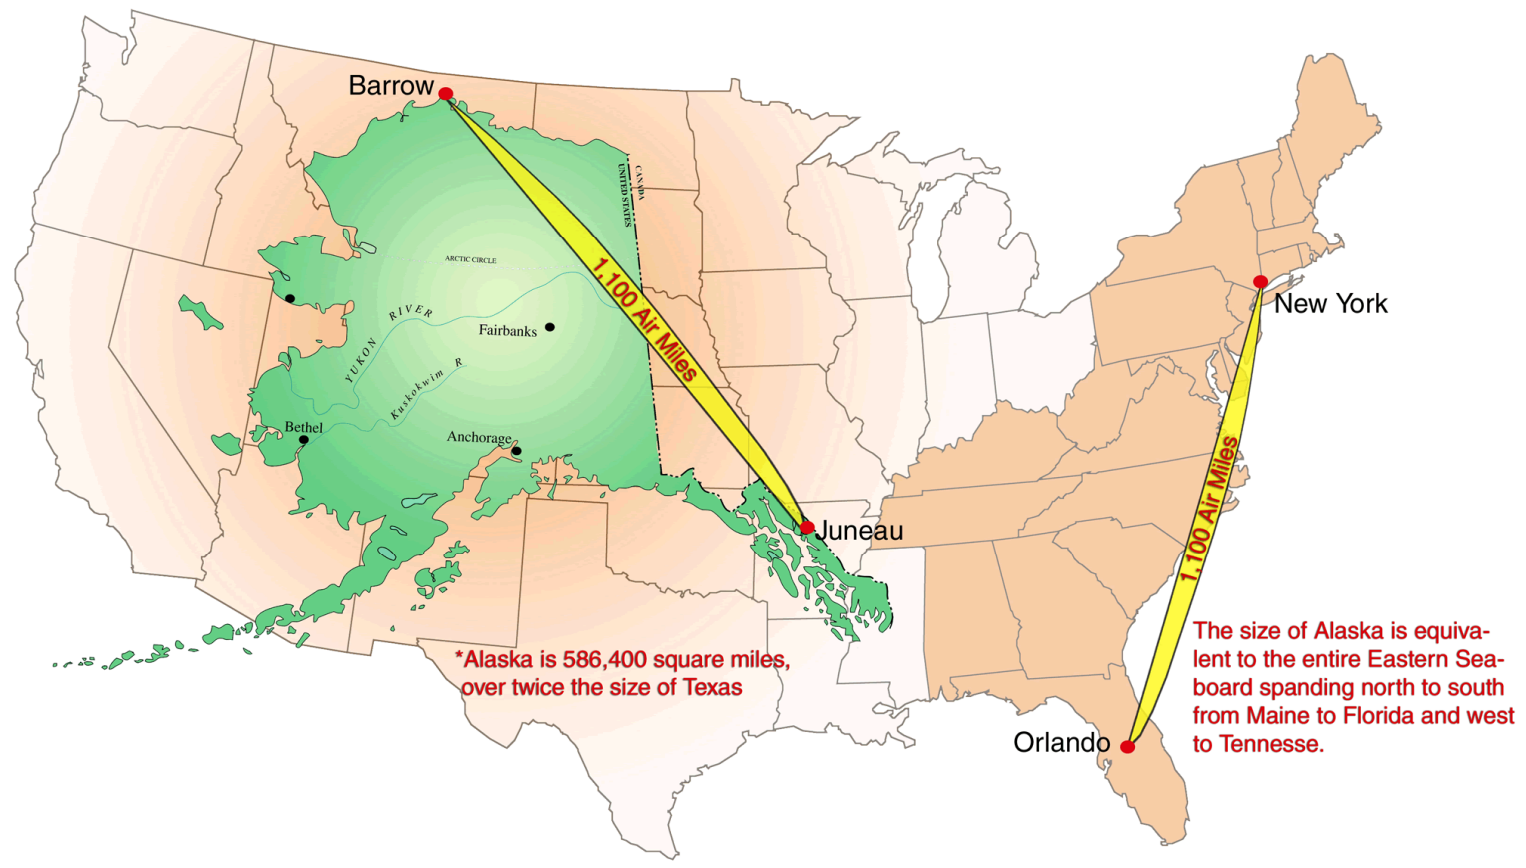 Barrow
CANADA
UNITED STATES
ARCTIC CIRCLE
1,100 Air Miles
YUKON RIVER
Fairbanks
New York
Kuskokwim R
Bethel
Anchorage
1,100 Air Miles
Juneau
The size of Alaska is equiva-
lent to the entire Eastern Sea-
board spanding north to south
from Maine to Florida and west
to Tennesse.
*Alaska is 586,400 square miles,
over twice the size of Texas
Orlando